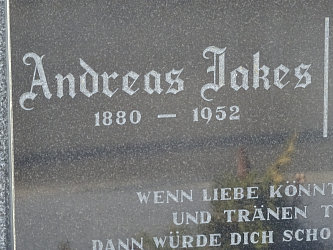 Andreas Jakes
1880 — 1952
WENN LIEBE KÖNNT
UND TRÄNEN T
DANN WÜRDE DICH SCHO